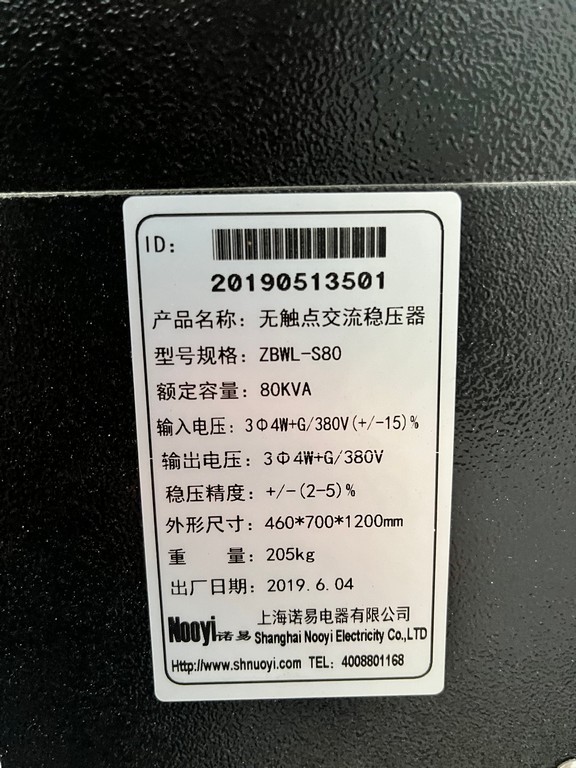 ID:
20190513501
产品名称: 无触点交流稳压器
型号规格: ZBWL-S80
额定容量: 80KVA
输入电压: 3Φ4W+G/380V(+/-15)%
输出电压: 3Φ4W+G/380V
稳压精度: +/-(2-5)%
外形尺寸: 460*700*1200mm
重 量: 205kg
出厂日期: 2019.6.04
上海诺易电器有限公司
Nooyi诺易 Shanghai Nooyi Electricity Co.,LTD
Http://www.shnuoyi.com TEL: 4008801168